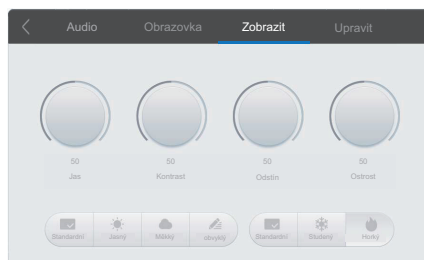 Audio Obrazovka Zobrazit Upravit
50 50 50 50
Jas Kontrast Odstín Ostrost
Standardní Jasný Měkký obvyklý Standardní Studený Horký